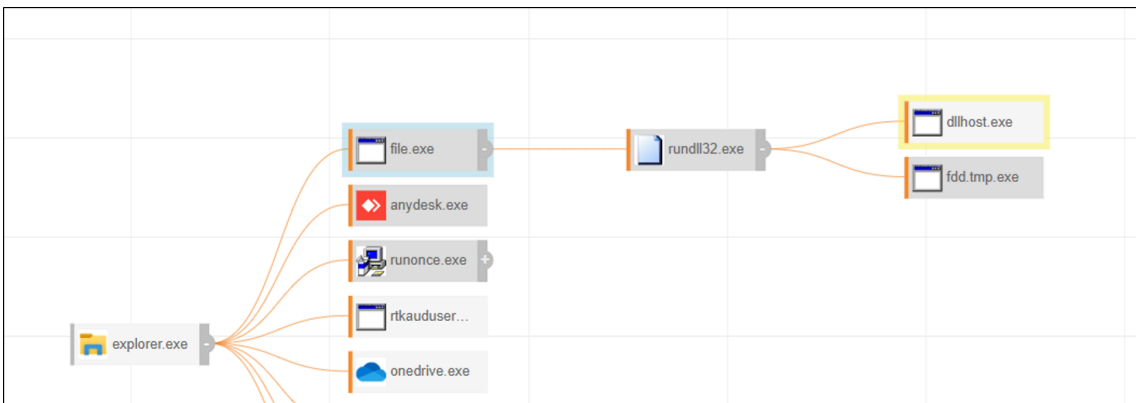 dllhost.exe
file.exe
rundll32.exe
fdd.tmp.exe
anydesk.exe
runonce.exe
rtkauduser...
explorer.exe
onedrive.exe